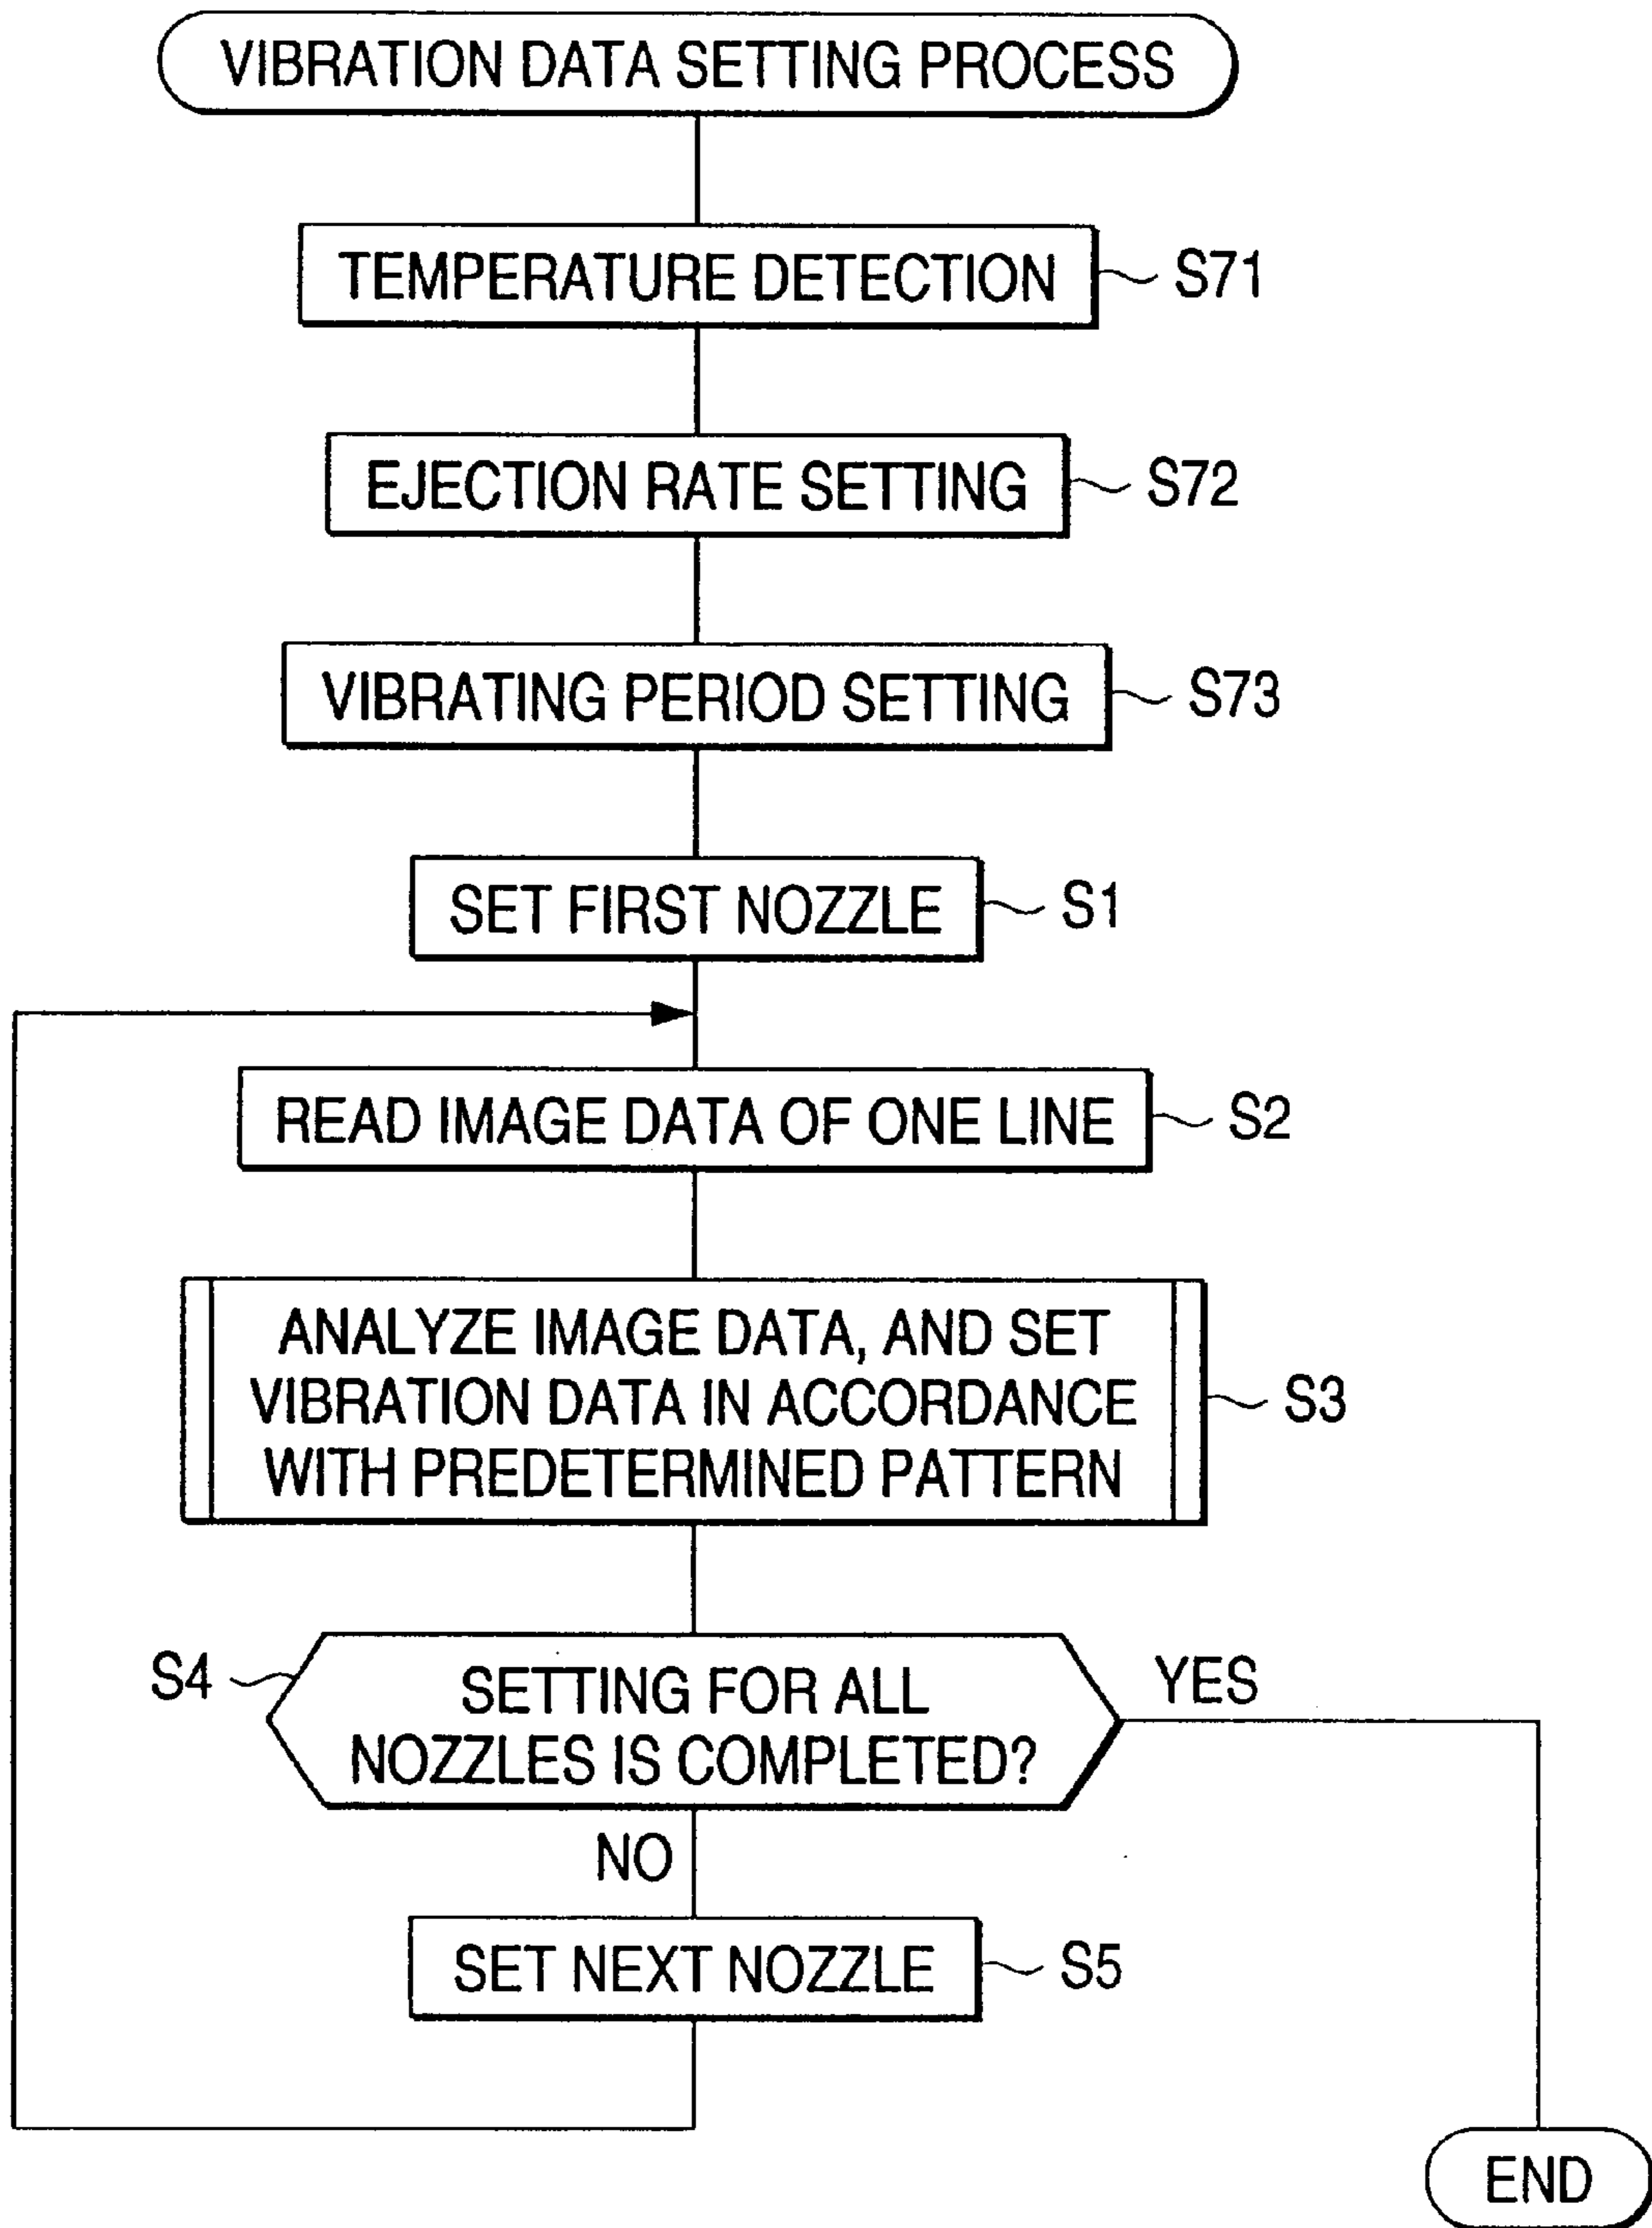 VIBRATION DATA SETTING PROCESS
TEMPERATURE DETECTION
S71
EJECTION RATE SETTING
S72
VIBRATING PERIOD SETTING
S73
SET FIRST NOZZLE
S1
READ IMAGE DATA OF ONE LINE
S2
ANALYZE IMAGE DATA, AND SET
VIBRATION DATA IN ACCORDANCE
WITH PREDETERMINED PATTERN
S3
S4
SETTING FOR ALL
NOZZLES IS COMPLETED?
YES
NO
SET NEXT NOZZLE
S5
END